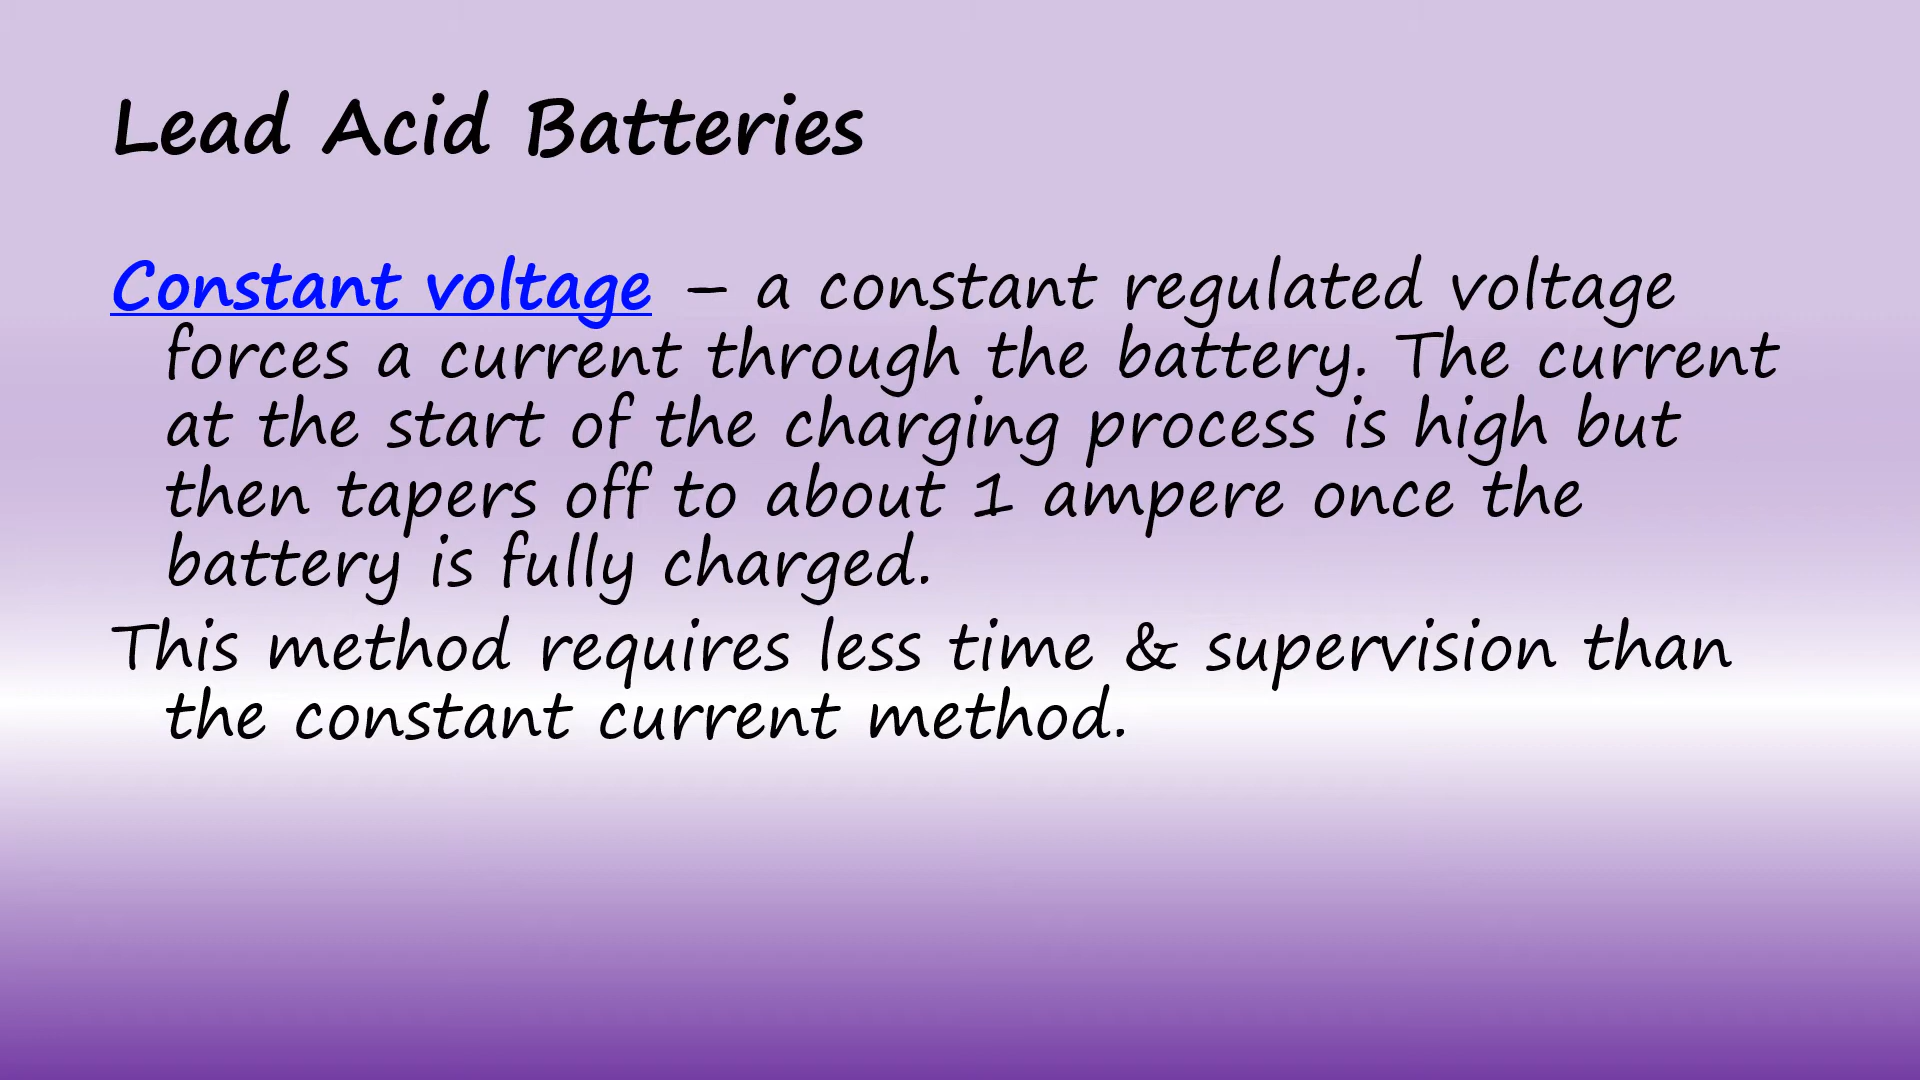 Lead Acid Batteries
Constant voltage – a constant regulated voltage
forces a current through the battery. The current
at the start of the charging process is high but
then tapers off to about 1 ampere once the
battery is fully charged.
This method requires less time & supervision than
the constant current method.